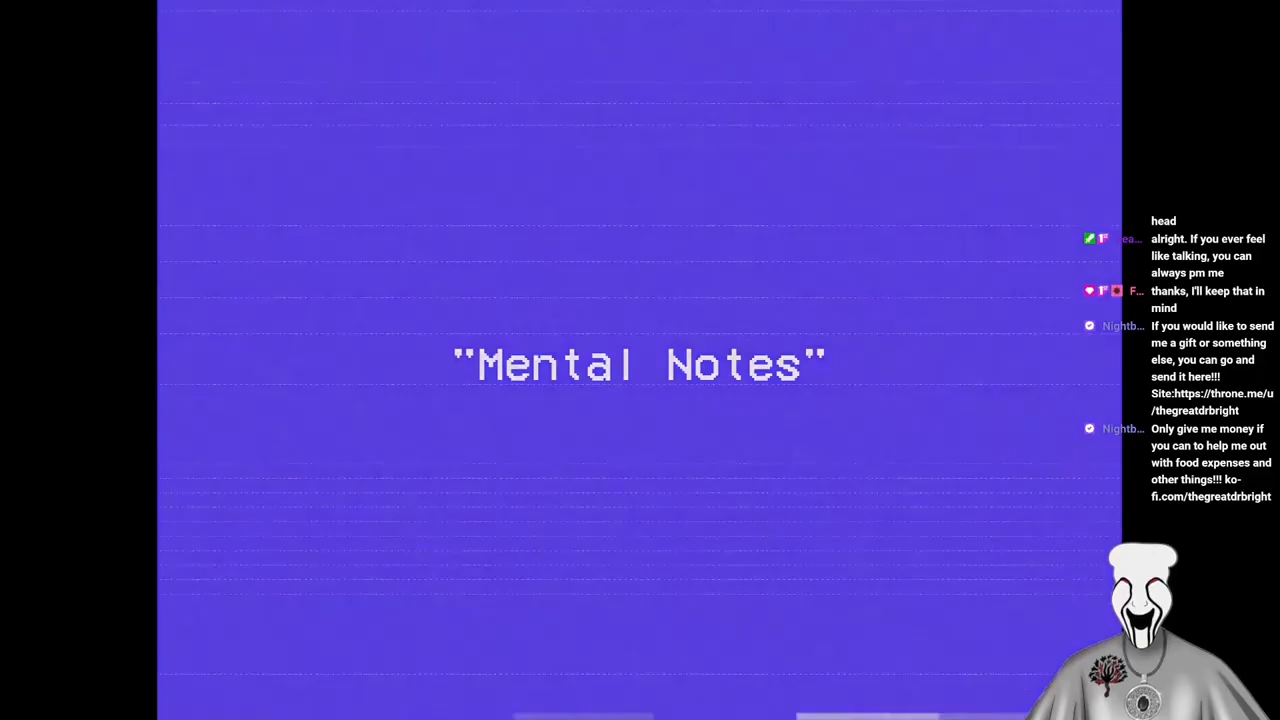 "Mental Notes"
head
alright. If you ever feel
like talking, you can
always pm me
F... thanks, I'll keep that in
mind
Nightb... If you would like to send
me a gift or something
else, you can go and
send it here!!!
Site:https://throne.me/u
/thegreatdrbright
Nightb... Only give me money if
you can to help me out
with food expenses and
other things!!! ko-
fi.com/thegreatdrbright